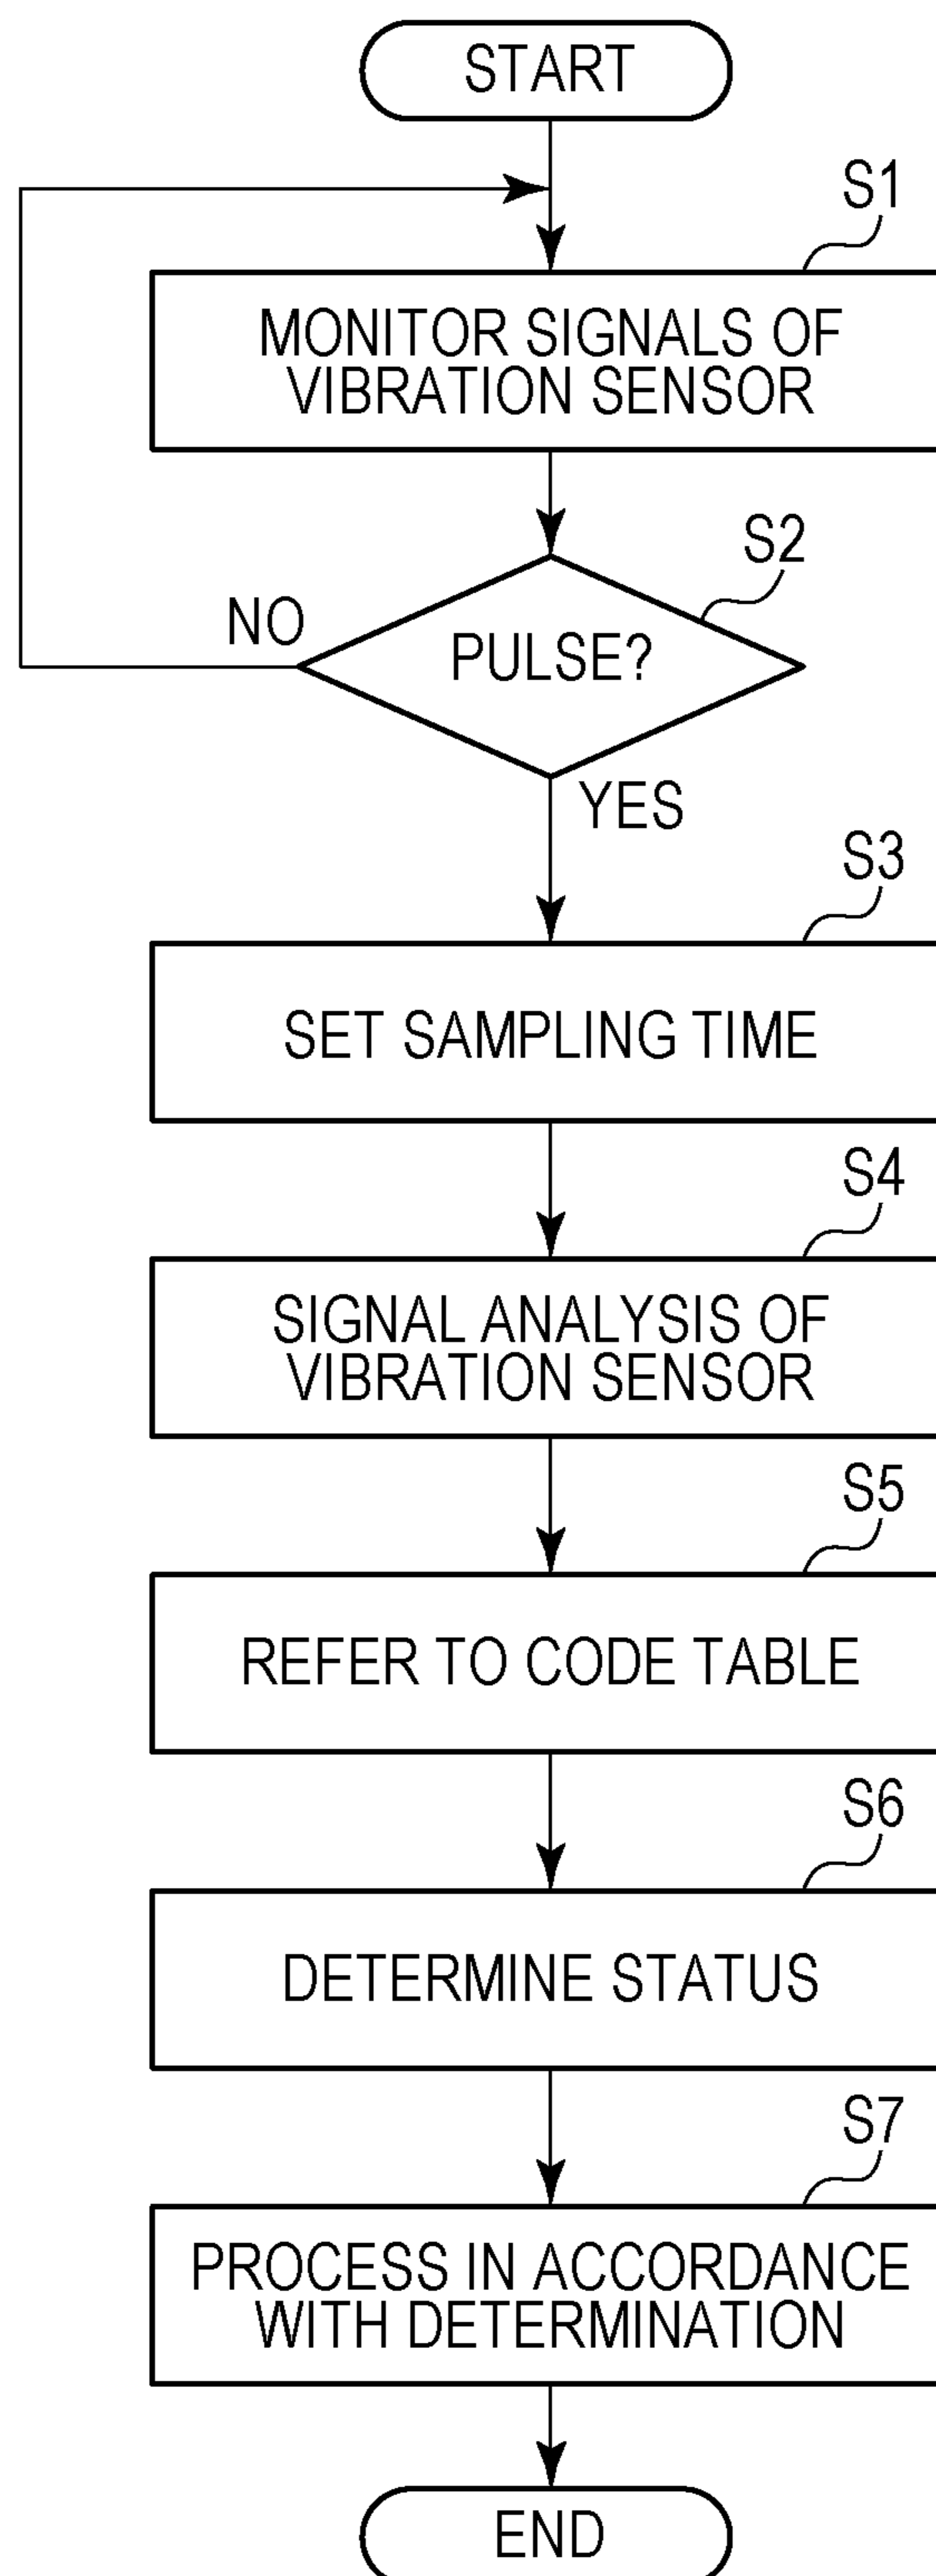 START
S1
MONITOR SIGNALS OF
VIBRATION SENSOR
S2
NO
PULSE?
YES
S3
SET SAMPLING TIME
S4
SIGNAL ANALYSIS OF
VIBRATION SENSOR
S5
REFER TO CODE TABLE
S6
DETERMINE STATUS
S7
PROCESS IN ACCORDANCE
WITH DETERMINATION
END